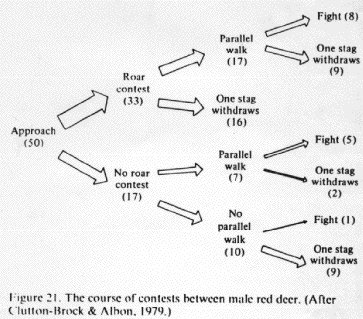 Fight (8)
Parallel
walk
(17)
One stag
withdraws
(9)
Roar
contest
(33)
One stag
withdraws
(16)
Approach
(50)
Fight (5)
No roar
contest
(17)
Parallel
walk
(7)
One stag
withdraws
(2)
No
parallel
walk
(10)
Fight (1)
One stag
withdraws
(9)
Figure 21. The course of contests between male red deer. (After
Clutton-Brock & Albon, 1979.)